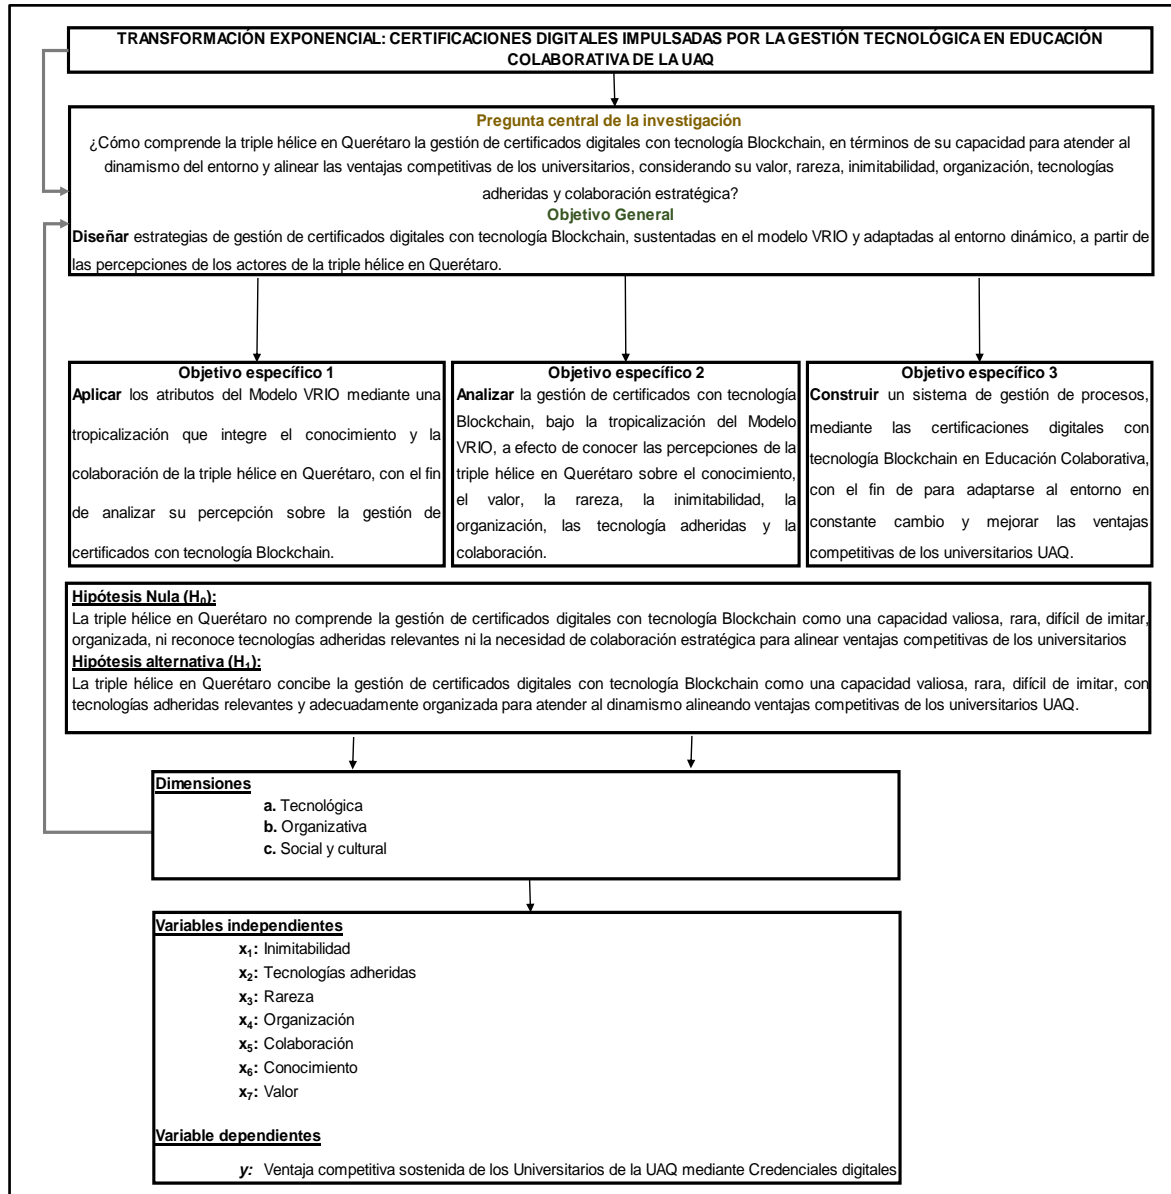 TRANSFORMACIÓN EXPONENCIAL: CERTIFICACIONES DIGITALES IMPULSADAS POR LA GESTIÓN TECNOLÓGICA EN EDUCACIÓN
COLABORATIVA DE LA UAQ
Pregunta central de la investigación
¿Cómo comprende la triple hélice en Querétaro la gestión de certificados digitales con tecnología Blockchain, en términos de su capacidad para atender al
dinamismo del entorno y alinear las ventajas competitivas de los universitarios, considerando su valor, rareza, inimitabilidad, organización, tecnologías
adheridas y colaboración estratégica?
Objetivo General
Diseñar estrategias de gestión de certificados digitales con tecnología Blockchain, sustentadas en el modelo VRIO y adaptadas al entorno dinámico, a partir de
las percepciones de los actores de la triple hélice en Querétaro.
Objetivo específico 1
Aplicar los atributos del Modelo VRIO mediante una
tropicalización que integre el conocimiento y la
colaboración de la triple hélice en Querétaro, con el fin
de analizar su percepción sobre la gestión de
certificados con tecnología Blockchain.
Objetivo específico 2
Analizar la gestión de certificados con tecnología
Blockchain, bajo la tropicalización del Modelo
VRIO, a efecto de conocer las percepciones de la
triple hélice en Querétaro sobre el conocimiento,
el valor, la rareza, la inimitabilidad, la
organización, las tecnología adheridas y la
colaboración.
Objetivo específico 3
Construir un sistema de gestión de procesos,
mediante las certificaciones digitales con
tecnología Blockchain en Educación Colaborativa,
con el fin de para adaptarse al entorno en
constante cambio y mejorar las ventajas
competitivas de los universitarios UAQ.
Hipótesis Nula (H₀):
La triple hélice en Querétaro no comprende la gestión de certificados digitales con tecnología Blockchain como una capacidad valiosa, rara, difícil de imitar,
organizada, ni reconoce tecnologías adheridas relevantes ni la necesidad de colaboración estratégica para alinear ventajas competitivas de los universitarios
Hipótesis alternativa (H₁):
La triple hélice en Querétaro concibe la gestión de certificados digitales con tecnología Blockchain como una capacidad valiosa, rara, difícil de imitar, con
tecnologías adheridas relevantes y adecuadamente organizada para atender al dinamismo alineando ventajas competitivas de los universitarios UAQ.
Dimensiones
a. Tecnológica
b. Organizativa
c. Social y cultural
Variables independientes
x₁: Inimitabilidad
x₂: Tecnologías adheridas
x₃: Rareza
x₄: Organización
x₅: Colaboración
x₆: Conocimiento
x₇: Valor
Variable dependientes
y: Ventaja competitiva sostenida de los Universitarios de la UAQ mediante Credenciales digitales